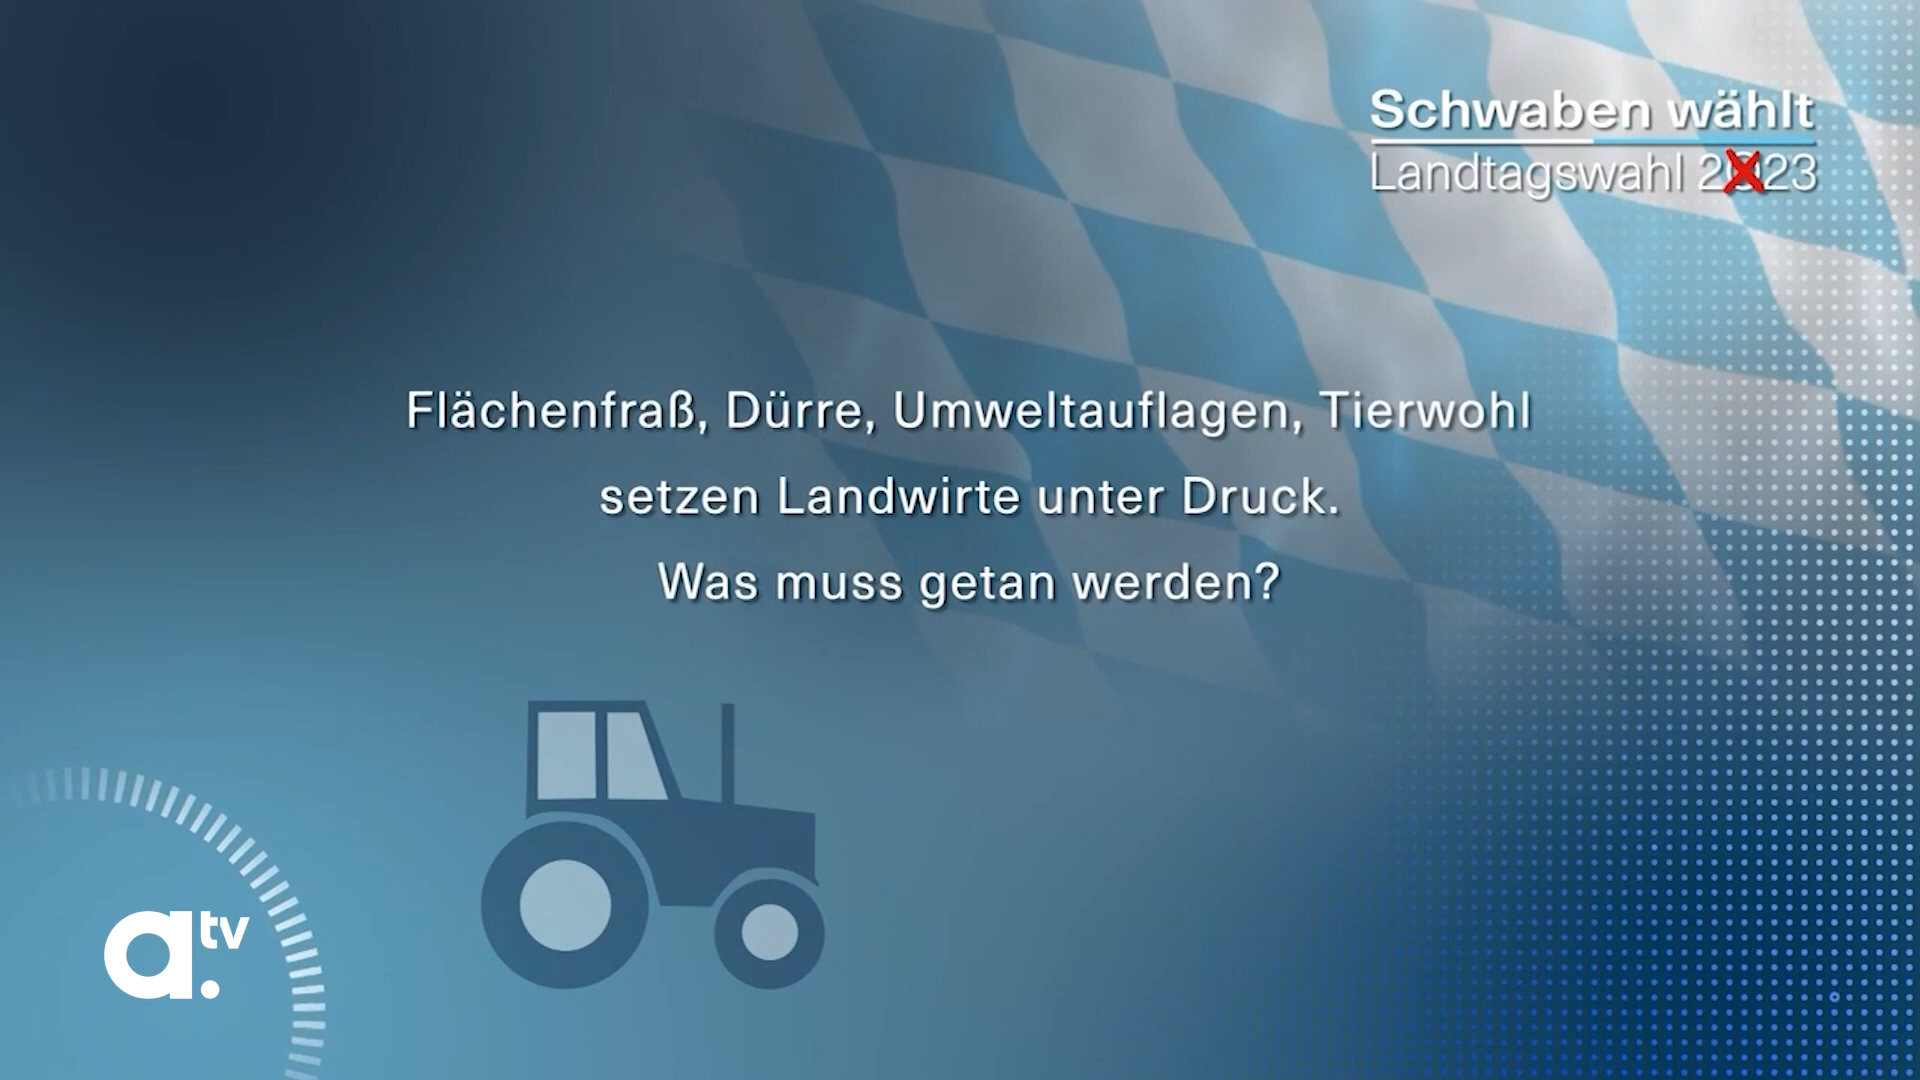 Schwaben wählt
Landtagswahl 2023
Flächenfraß, Dürre, Umweltauflagen, Tierwohl
setzen Landwirte unter Druck.
Was muss getan werden?
a.tv